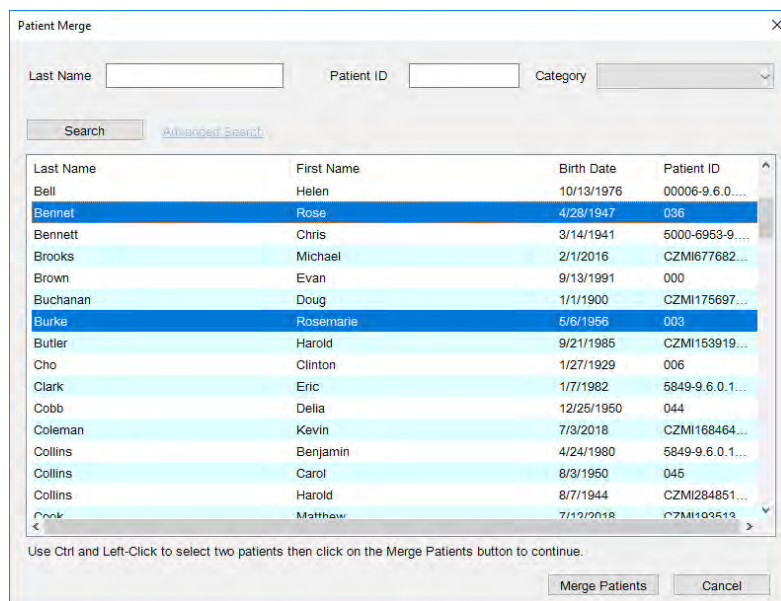 Patient Merge
Last Name Patient ID Category
Search Advanced Search
Last Name First Name Birth Date Patient ID
Bell Helen 10/13/1976 00006-9.6.0....
Bennet Rose 4/28/1947 036
Bennett Chris 3/14/1941 5000-6953-9....
Brooks Michael 2/1/2016 CZMI677682...
Brown Evan 9/13/1991 000
Buchanan Doug 1/1/1900 CZMI175697...
Burke Rosemarie 5/6/1956 003
Butler Harold 9/21/1985 CZMI153919...
Cho Clinton 1/27/1929 006
Clark Eric 1/7/1982 5849-9.6.0.1...
Cobb Delia 12/25/1950 044
Coleman Kevin 7/3/2018 CZMI168464...
Collins Benjamin 4/24/1980 5849-9.6.0.1...
Collins Carol 8/3/1950 045
Collins Harold 8/7/1944 CZMI284851...
Cook Matthew 7/12/2018 CZMI193513
Use Ctrl and Left-Click to select two patients then click on the Merge Patients button to continue.
Merge Patients Cancel